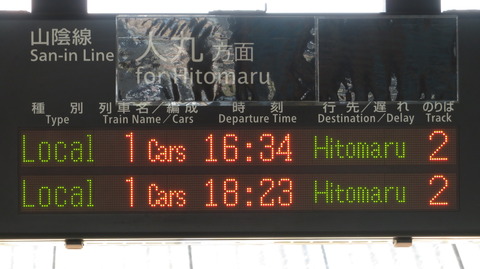 山陰線
San-in Line
人丸方面
for Hitomaru
種別 列車名／編成 時刻 行先／遅れ のりば
Type Train Name／Cars Departure Time Destination／Delay Track
Local 1 Cars 16:34 Hitomaru 2
Local 1 Cars 18:23 Hitomaru 2